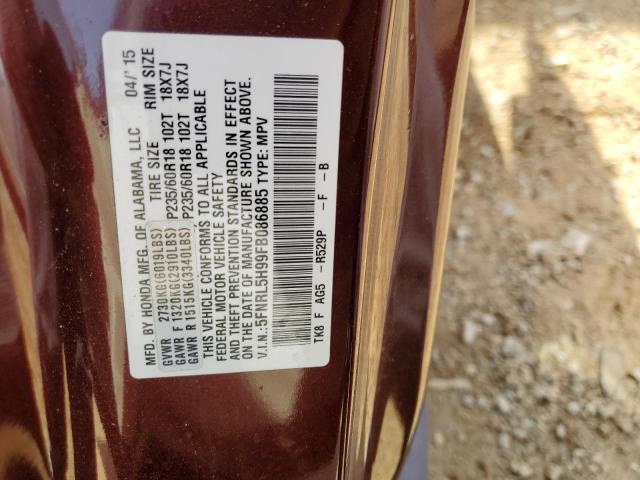 MFD. BY HONDA MFG. OF ALABAMA, LLC 04/'15
TIRE SIZE RIM SIZE
GVWR 2730KG(6019LBS)
GAWR F 1320KG(2910LBS) P235/60R18 102T 18X7J
GAWR R 1515KG(3340LBS) P235/60R18 102T 18X7J
THIS VEHICLE CONFORMS TO ALL APPLICABLE
FEDERAL MOTOR VEHICLE SAFETY
AND THEFT PREVENTION STANDARDS IN EFFECT
ON THE DATE OF MANUFACTURE SHOWN ABOVE.
V.I.N.:5FNRL5H99FB086885 TYPE: MPV
TK8 F AG5 - R529P - F - B